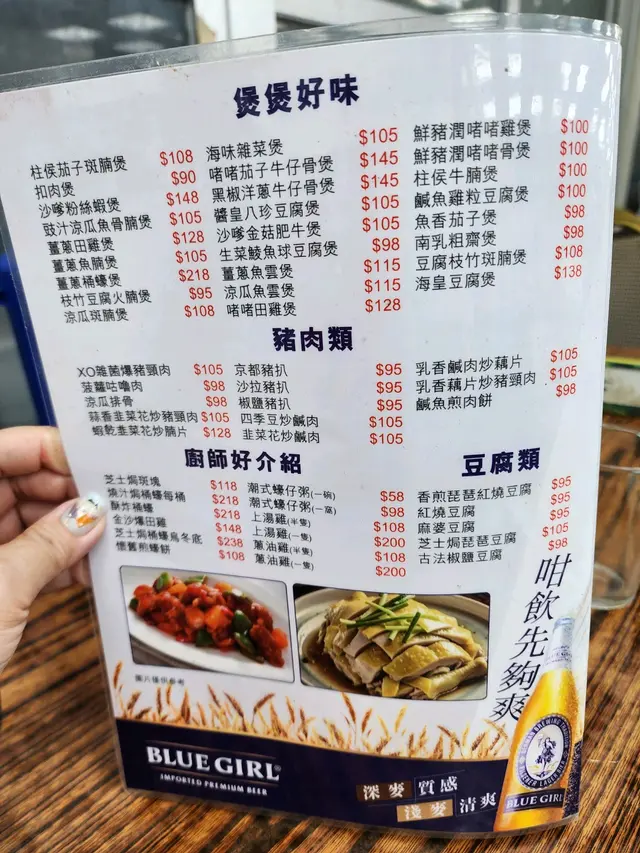 煲煲好味
柱侯茄子斑腩煲 $108
扣肉煲 $90
沙嗲粉絲蝦煲 $148
豉汁涼瓜魚骨腩煲 $105
薑蔥田雞煲 $128
薑蔥魚腩煲 $105
薑蔥桶蠔煲 $218
枝竹豆腐火腩煲 $95
涼瓜斑腩煲 $108
海味雜菜煲 $105
啫啫茄子牛仔骨煲 $145
黑椒洋蔥牛仔骨煲 $145
醬皇八珍豆腐煲 $105
沙嗲金菇肥牛煲 $105
生菜鯪魚球豆腐煲 $98
薑蔥魚雲煲 $115
涼瓜魚雲煲 $115
啫啫田雞煲 $128
鮮豬潤啫啫雞煲 $100
鮮豬潤啫啫骨煲 $100
柱侯牛腩煲 $100
鹹魚雞粒豆腐煲 $100
魚香茄子煲 $98
南乳粗齋煲 $98
豆腐枝竹斑腩煲 $108
海皇豆腐煲 $138
豬肉類
XO雜菌爆豬頸肉 $105
菠蘿咕嚕肉 $98
涼瓜排骨 $98
蒜香韭菜花炒豬頸肉 $105
蝦乾韭菜花炒腩片 $128
京都豬扒 $95
沙拉豬扒 $95
椒鹽豬扒 $95
四季豆炒鹹肉 $105
韭菜花炒鹹肉 $105
乳香鹹肉炒藕片 $105
乳香藕片炒豬頸肉 $105
鹹魚煎肉餅 $98
廚師好介紹
芝士焗斑塊 $118
燒汁焗桶蠔每桶 $218
酥炸桶蠔 $218
金沙爆田雞 $148
芝士焗桶蠔烏冬底 $238
懷舊煎蠔餅 $108
潮式蠔仔粥(一碗) $58
潮式蠔仔粥(一窩) $98
上湯雞(半隻) $108
上湯雞(一隻) $200
蔥油雞(半隻) $108
蔥油雞(一隻) $200
豆腐類
香煎琵琶紅燒豆腐 $95
紅燒豆腐 $95
麻婆豆腐 $95
芝士焗琵琶豆腐 $105
古法椒鹽豆腐 $98
圖片僅供參考
咁飲先夠爽
BLUE GIRL®
IMPORTED PREMIUM BEER
深麥 質感
淺麥 清爽
BLUE GIRL